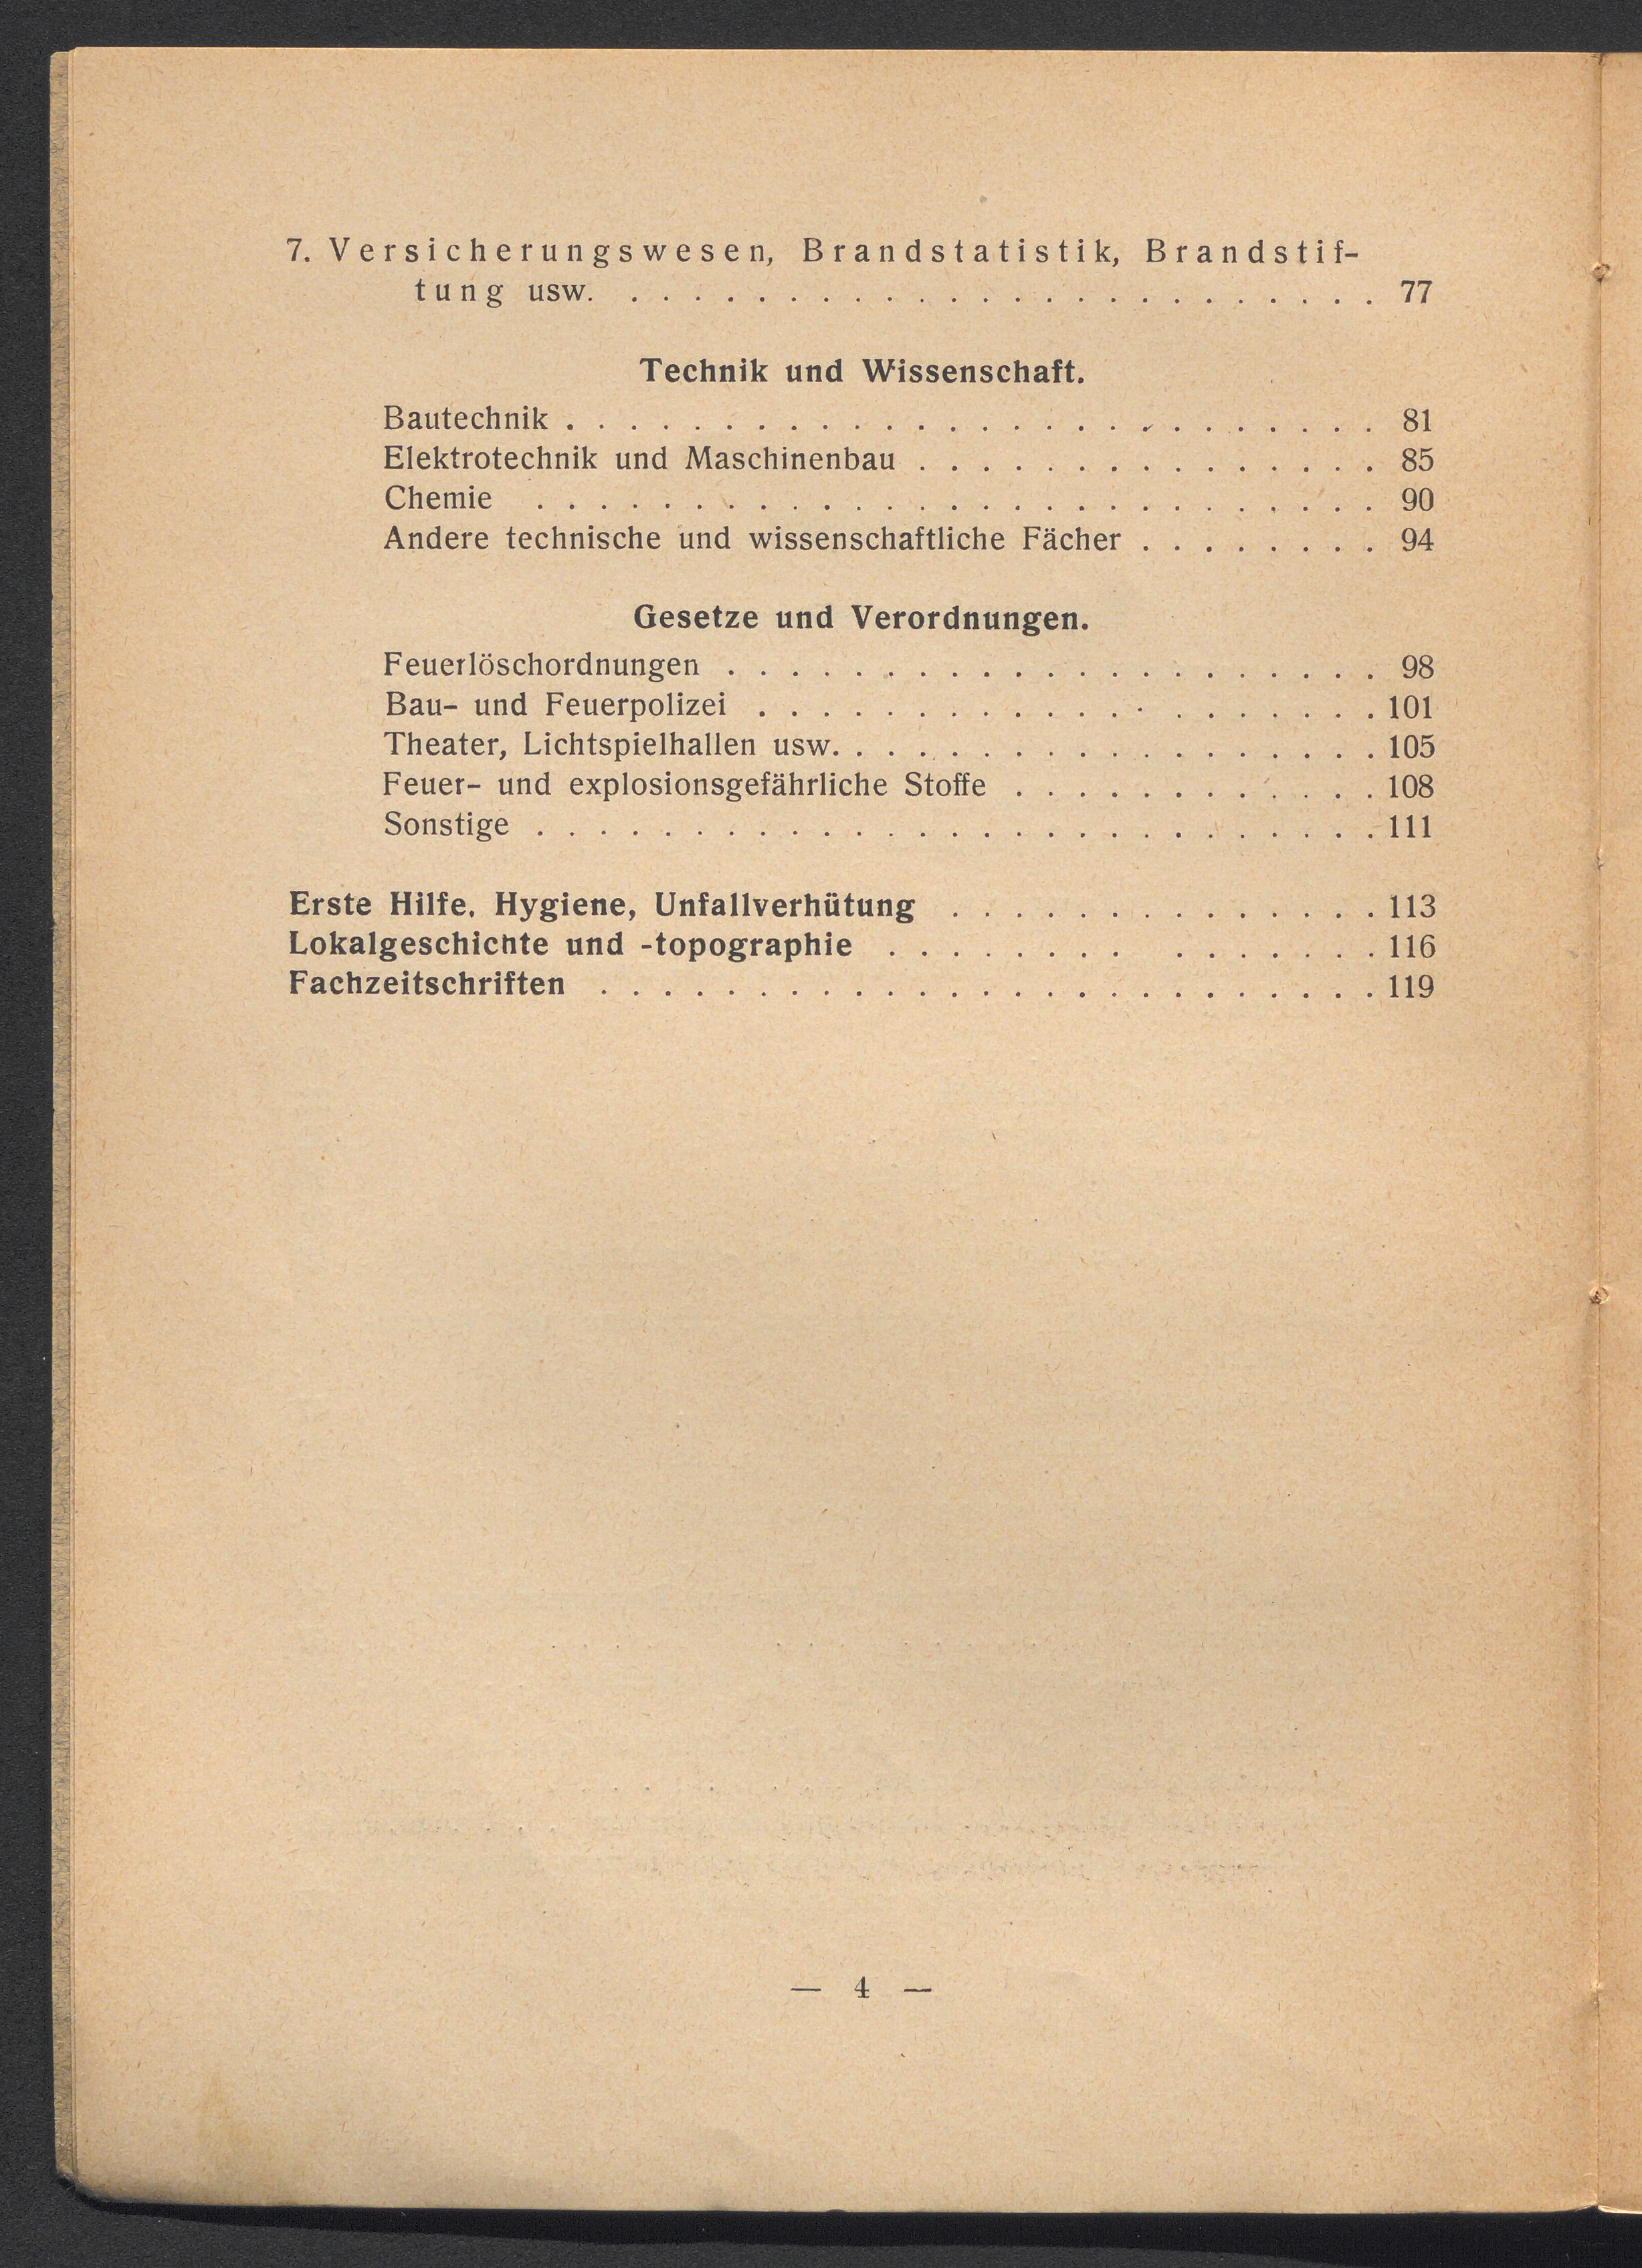 7. Versicherungswesen, Brandstatistik, Brandstif-
tung usw. . . . . . . . . . . . . . . . . . . . . . . . . 77
Technik und Wissenschaft.
Bautechnik . . . . . . . . . . . . . . . . . . . . . . . . . . 81
Elektrotechnik und Maschinenbau . . . . . . . . . . . . . . . 85
Chemie . . . . . . . . . . . . . . . . . . . . . . . . . . . 90
Andere technische und wissenschaftliche Fächer . . . . . . . . 94
Gesetze und Verordnungen.
Feuerlöschordnungen . . . . . . . . . . . . . . . . . . . . . 98
Bau- und Feuerpolizei . . . . . . . . . . . . . . . . . . . . 101
Theater, Lichtspielhallen usw. . . . . . . . . . . . . . . . . . 105
Feuer- und explosionsgefährliche Stoffe . . . . . . . . . . . . 108
Sonstige . . . . . . . . . . . . . . . . . . . . . . . . . . . 111
Erste Hilfe, Hygiene, Unfallverhütung . . . . . . . . . . . . . . 113
Lokalgeschichte und -topographie . . . . . . . . . . . . . . . 116
Fachzeitschriften . . . . . . . . . . . . . . . . . . . . . . . . . 119
— 4 —